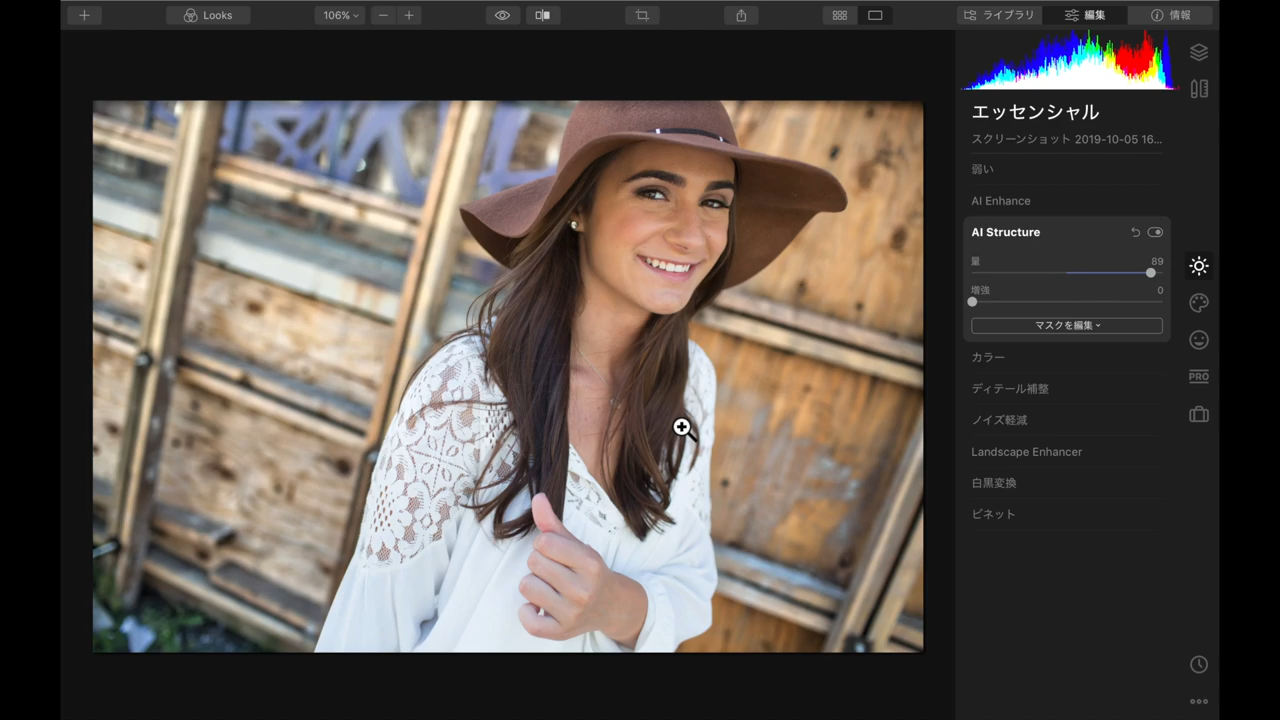 Looks
106%
ライブラリ
編集
情報
エッセンシャル
スクリーンショット 2019-10-05 16...
弱い
AI Enhance
AI Structure
量 89
増強 0
マスクを編集
カラー
ディテール補整
ノイズ軽減
Landscape Enhancer
白黒変換
ビネット
PRO